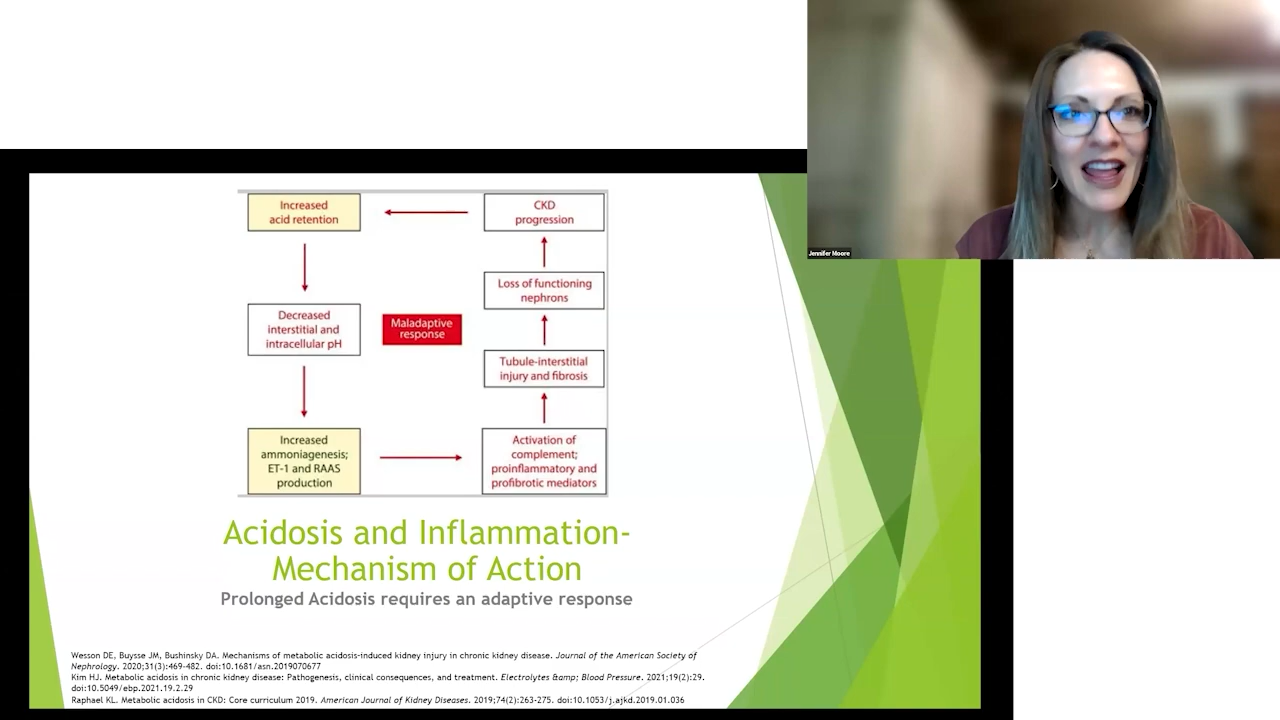 Jennifer Moore
Increased
acid retention
Decreased
interstitial and
intracellular pH
Increased
ammoniagenesis;
ET-1 and RAAS
production
Maladaptive
response
CKD
progression
Loss of functioning
nephrons
Tubule-interstitial
injury and fibrosis
Activation of
complement;
proinflammatory and
profibrotic mediators
Acidosis and Inflammation-
Mechanism of Action
Prolonged Acidosis requires an adaptive response
Wesson DE, Buysse JM, Bushinsky DA. Mechanisms of metabolic acidosis-induced kidney injury in chronic kidney disease. Journal of the American Society of
Nephrology. 2020;31(3):469-482. doi:10.1681/asn.2019070677
Kim HJ. Metabolic acidosis in chronic kidney disease: Pathogenesis, clinical consequences, and treatment. Electrolytes &amp; Blood Pressure. 2021;19(2):29.
doi:10.5049/ebp.2021.19.2.29
Raphael KL. Metabolic acidosis in CKD: Core curriculum 2019. American Journal of Kidney Diseases. 2019;74(2):263-275. doi:10.1053/j.ajkd.2019.01.036